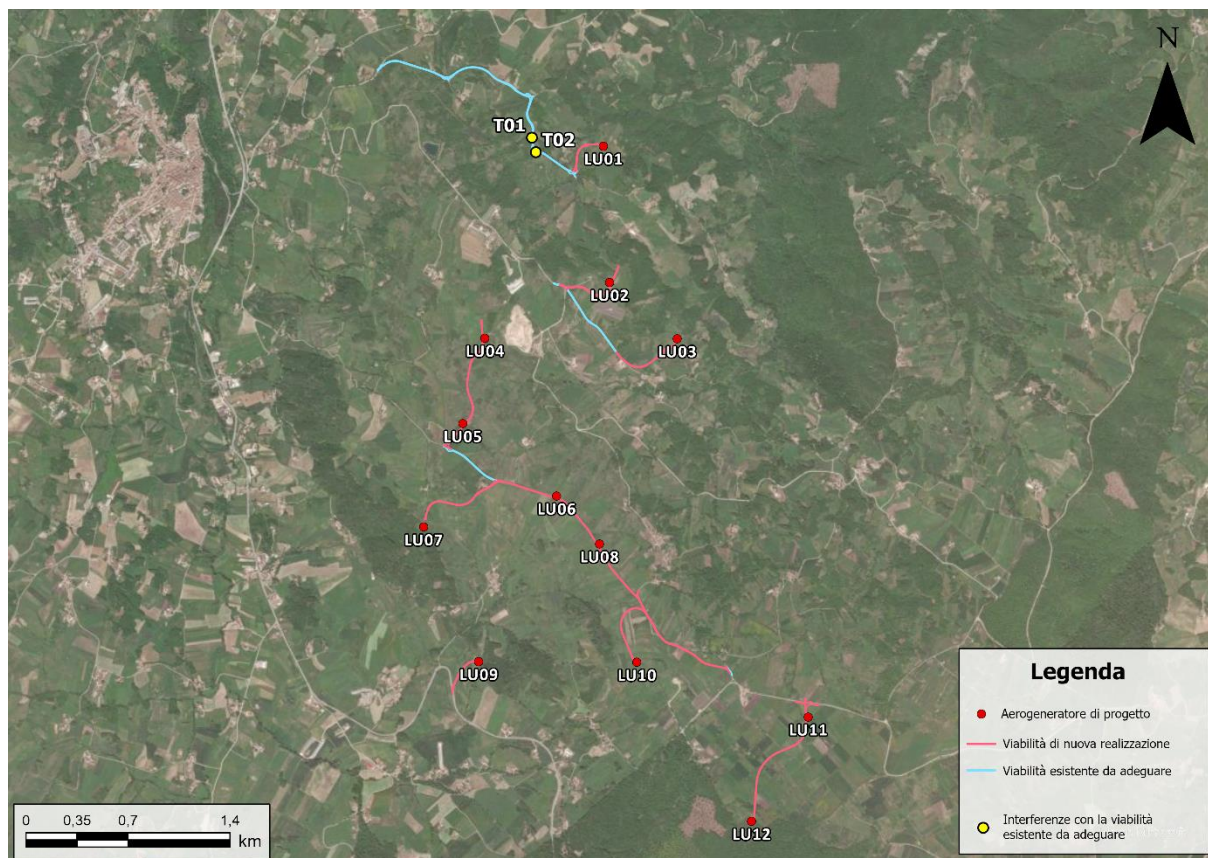 N
T01
T02
LU01
LU02
LU03
LU04
LU05
LU06
LU07
LU08
LU09
LU10
LU11
LU12
Legenda
Aerogeneratore di progetto
Viabilità di nuova realizzazione
Viabilità esistente da adeguare
Interferenze con la viabilità
esistente da adeguare
0 0,35 0,7 1,4
km